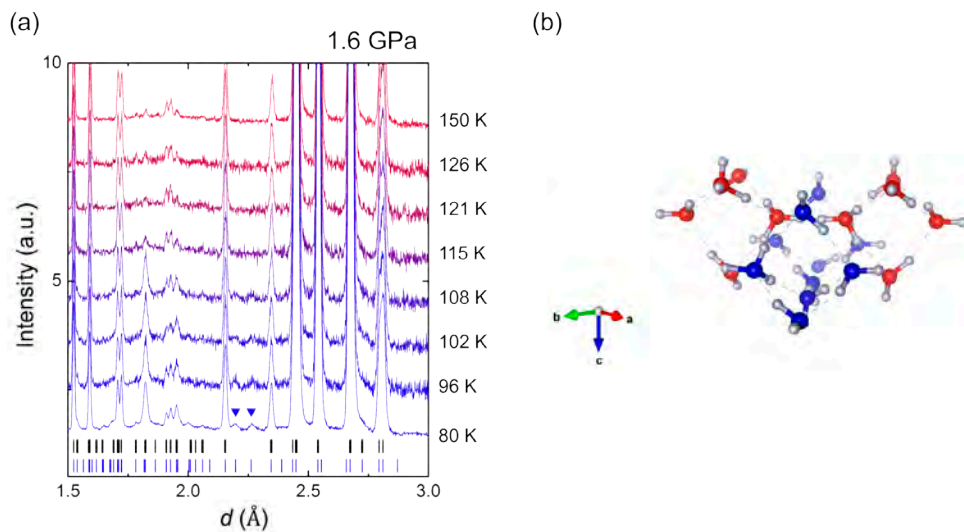 (a)
1.6 GPa
10
5
Intensity (a.u.)
150 K
126 K
121 K
115 K
108 K
102 K
96 K
80 K
1.5
2.0
2.5
3.0
d (Å)
(b)
b
a
c